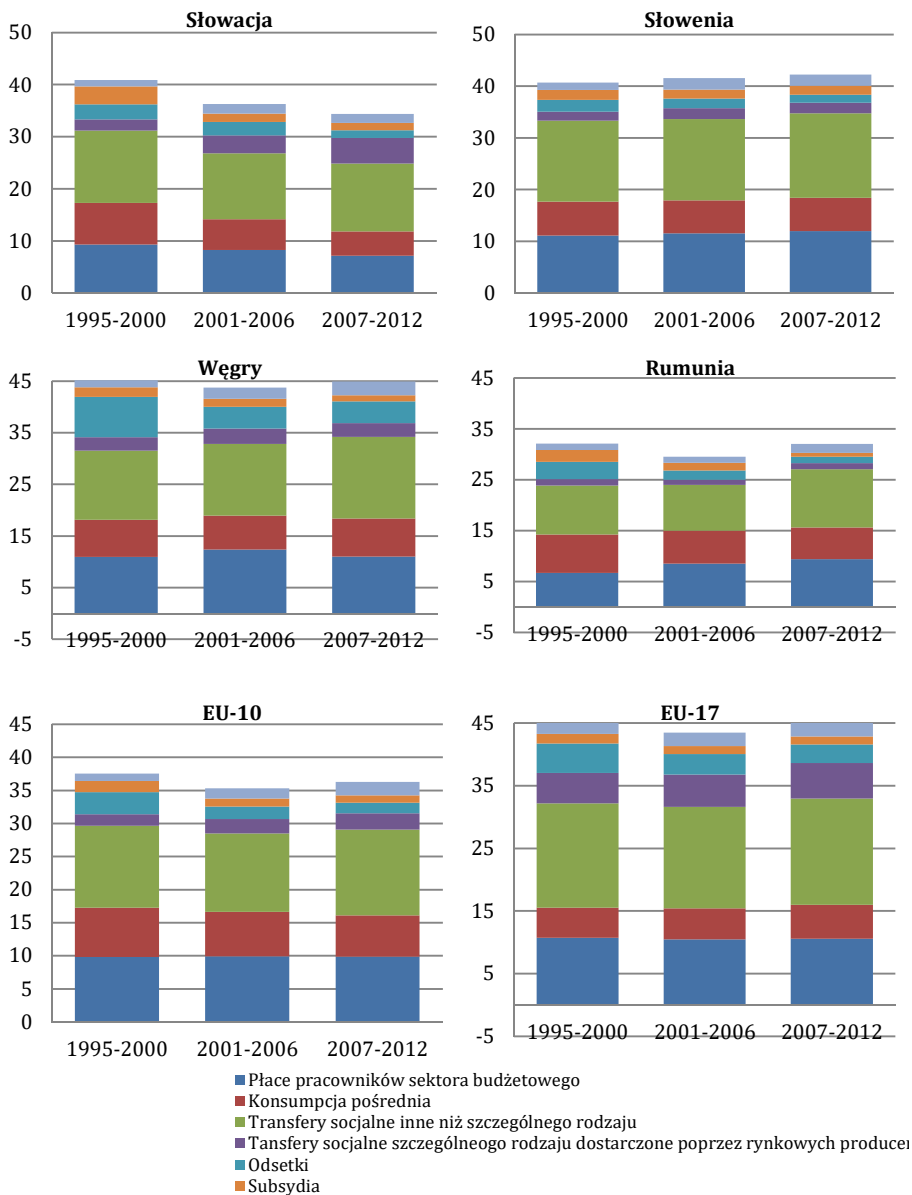 Słowacja
50
40
30
20
10
0
1995-2000 2001-2006 2007-2012
Słowenia
50
40
30
20
10
0
1995-2000 2001-2006 2007-2012
Węgry
45
35
25
15
5
-5
1995-2000 2001-2006 2007-2012
Rumunia
45
35
25
15
5
-5
1995-2000 2001-2006 2007-2012
EU-10
45
40
35
30
25
20
15
10
5
0
1995-2000 2001-2006 2007-2012
EU-17
45
35
25
15
5
-5
1995-2000 2001-2006 2007-2012
Płace pracowników sektora budżetowego
Konsumpcja pośrednia
Transfery socjalne inne niż szczególnego rodzaju
Tansfery socjalne szczególneogo rodzaju dostarczone poprzez rynkowych producen
Odsetki
Subsydia